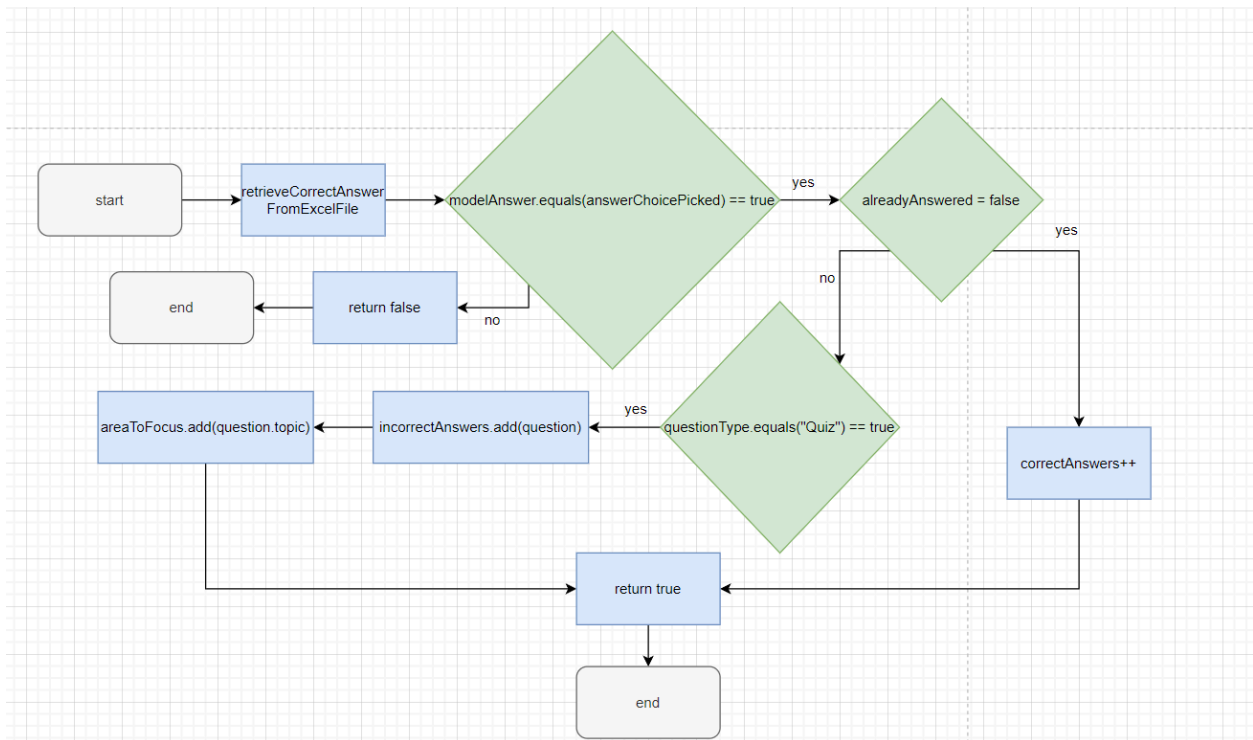 start
retrieveCorrectAnswer
FromExcelFile
modelAnswer.equals(answerChoicePicked) == true
yes
alreadyAnswered = false
yes
no
end
return false
no
areaToFocus.add(question.topic)
incorrectAnswers.add(question)
yes
questionType.equals("Quiz") == true
correctAnswers++
return true
end